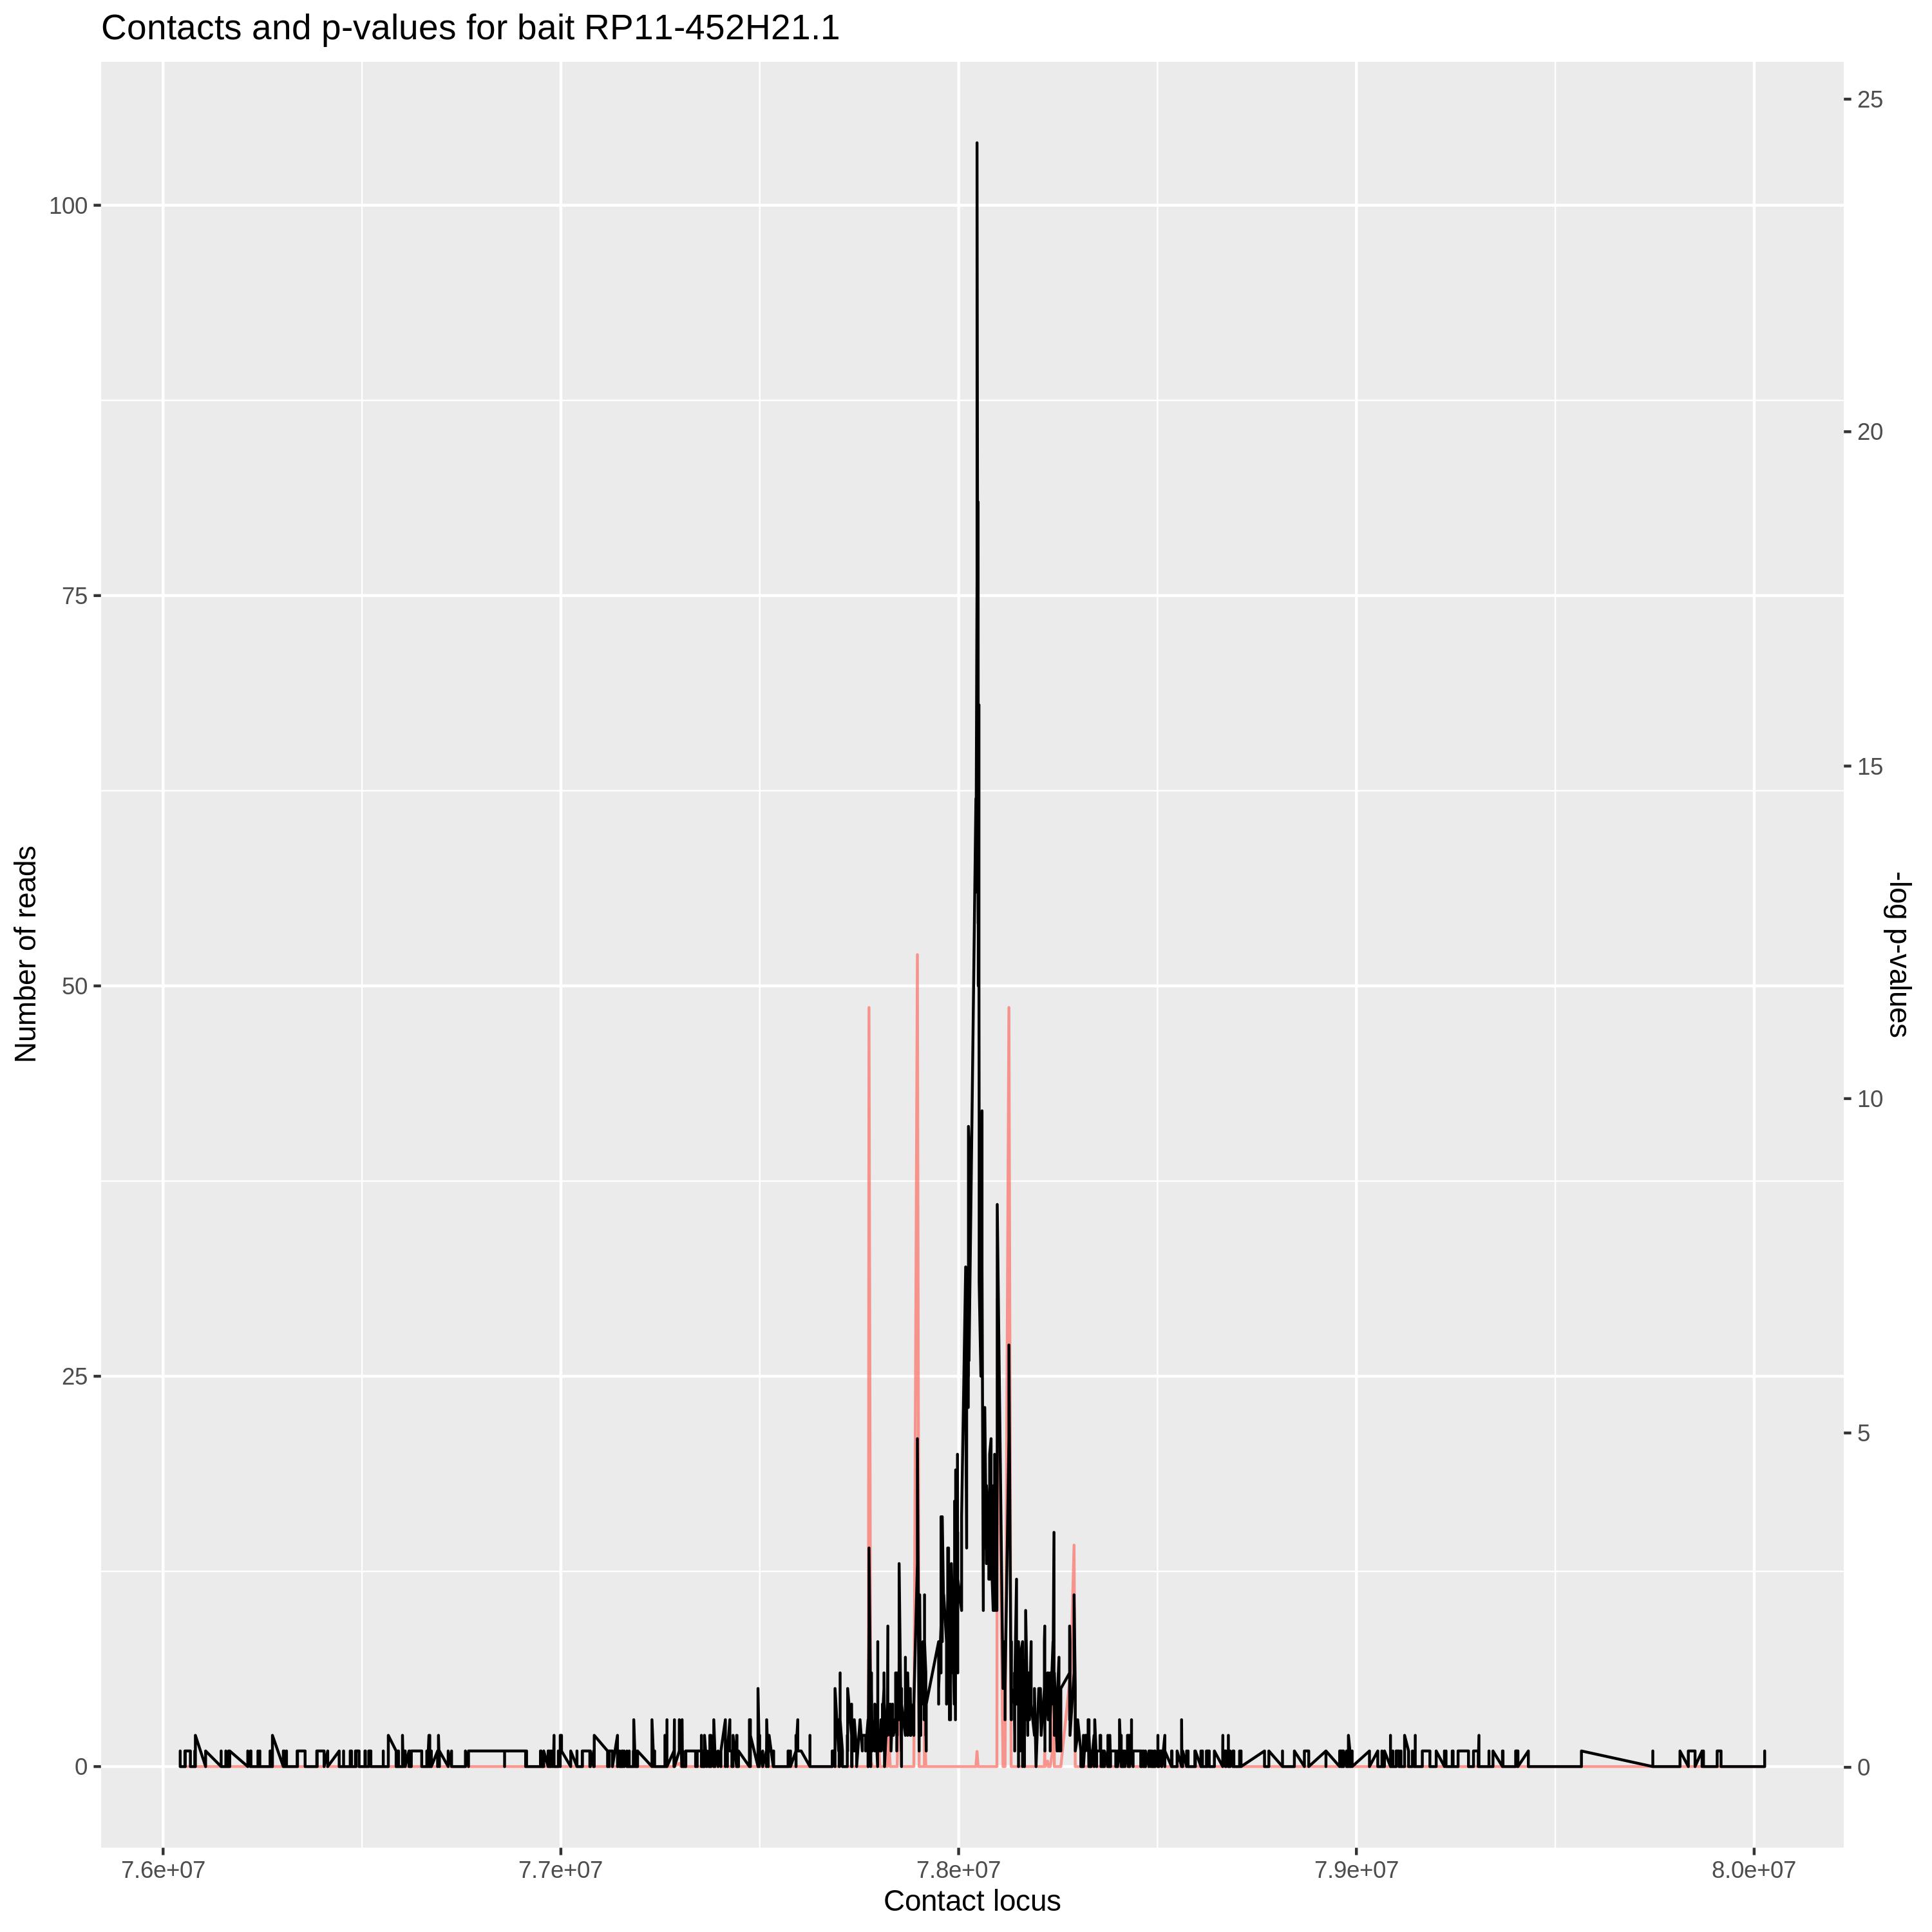 Contacts and p-values for bait RP11-452H21.1
Number of reads
100
75
50
25
0
25
20
15
10
5
0
-log p-values
7.6e+07
7.7e+07
7.8e+07
7.9e+07
8.0e+07
Contact locus